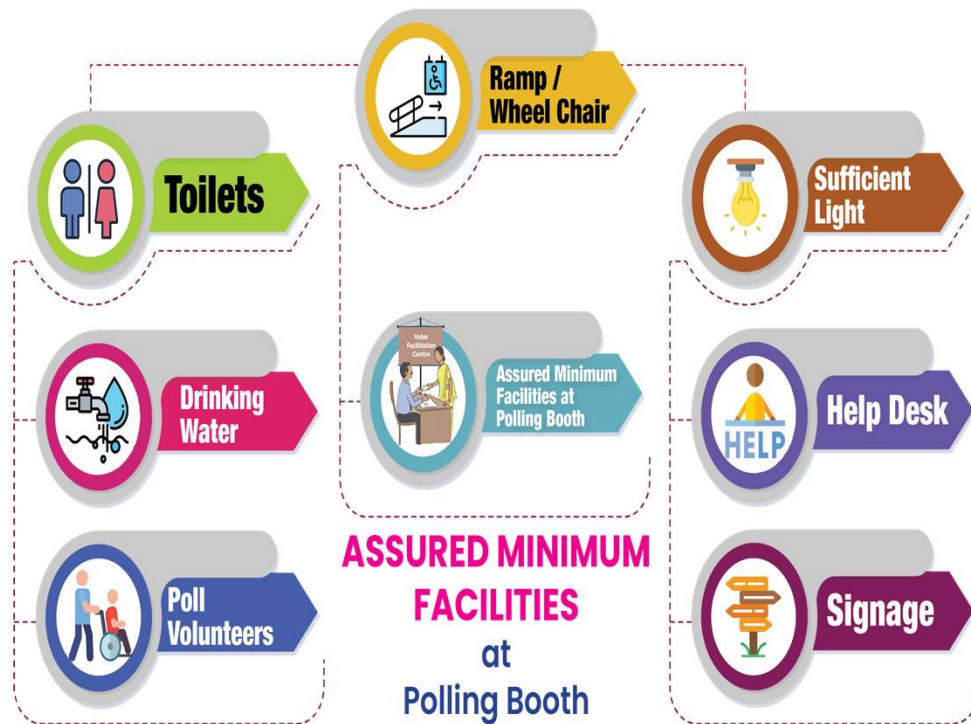 Ramp /
Wheel Chair
Toilets
Sufficient
Light
Drinking
Water
Voter
Facilitation
Centre
Assured Minimum
Facilities at
Polling Booth
HELP
Help Desk
Poll
Volunteers
Signage
ASSURED MINIMUM
FACILITIES
at
Polling Booth